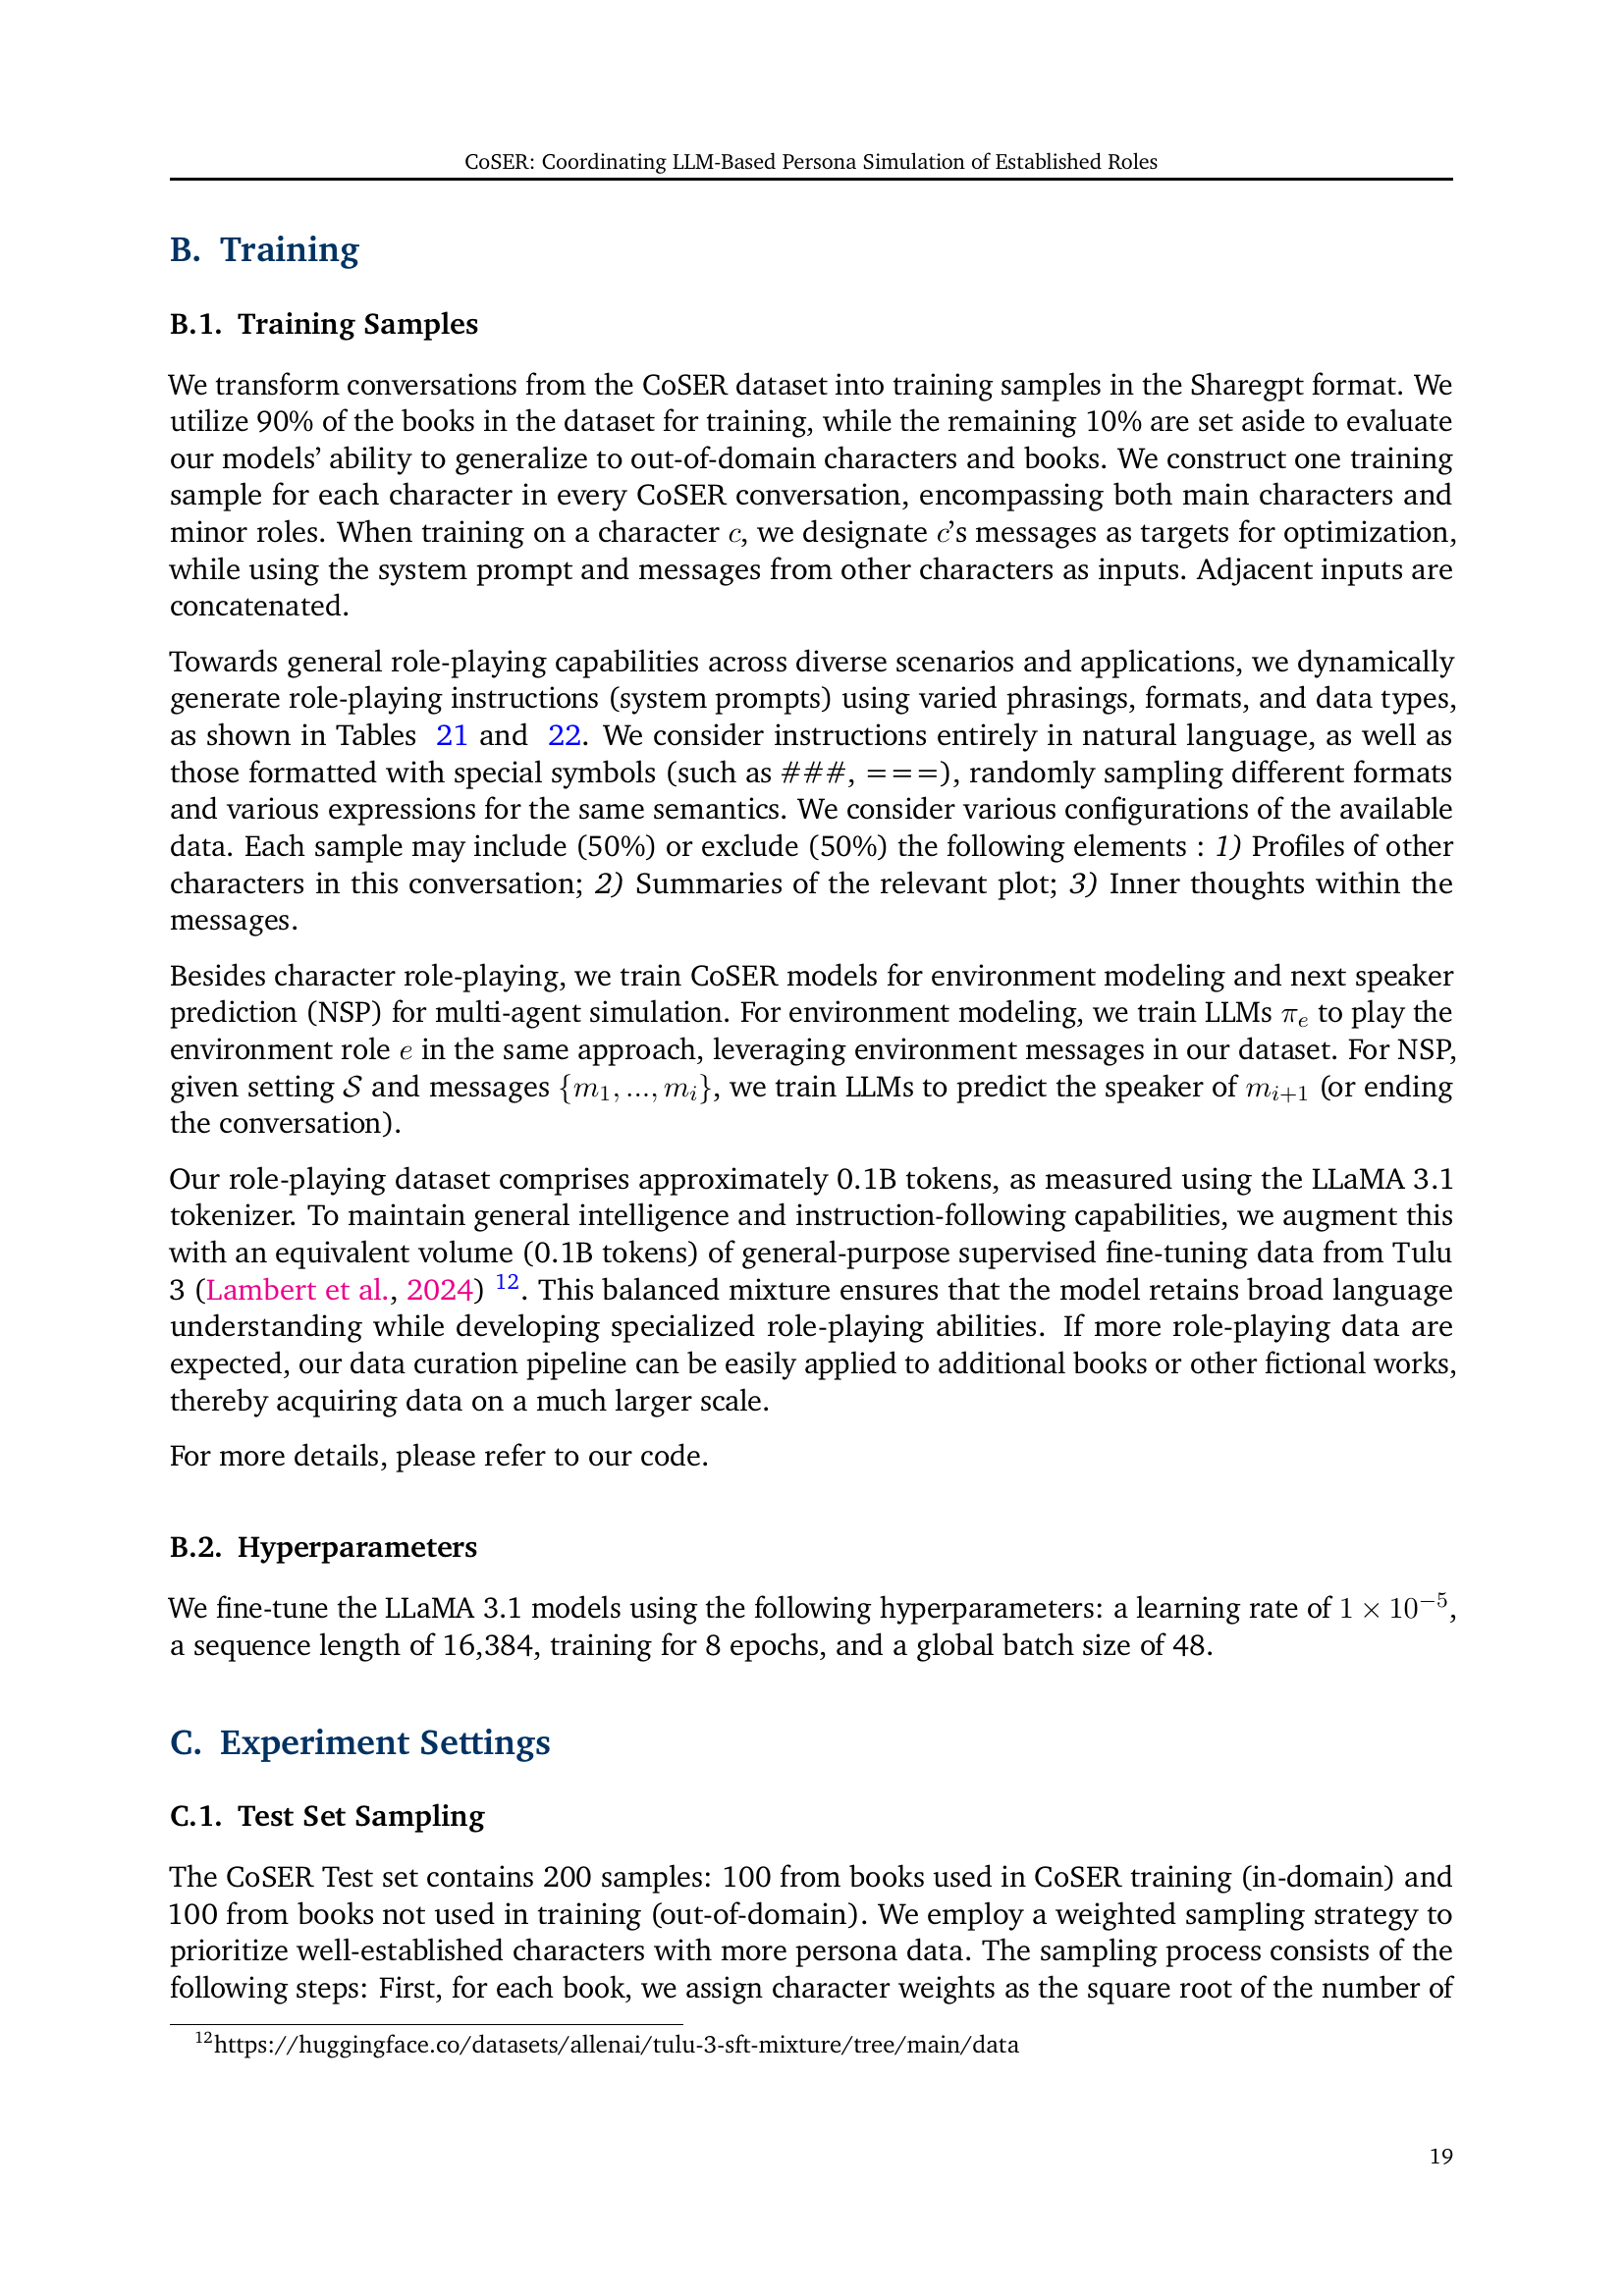 CoSER: Coordinating LLM-Based Persona Simulation of Established Roles
B. Training
B.1. Training Samples
We transform conversations from the CoSER dataset into training samples in the Sharegpt format. We
utilize 90% of the books in the dataset for training, while the remaining 10% are set aside to evaluate
our models’ ability to generalize to out-of-domain characters and books. We construct one training
sample for each character in every CoSER conversation, encompassing both main characters and
minor roles. When training on a character c, we designate c’s messages as targets for optimization,
while using the system prompt and messages from other characters as inputs. Adjacent inputs are
concatenated.
Towards general role-playing capabilities across diverse scenarios and applications, we dynamically
generate role-playing instructions (system prompts) using varied phrasings, formats, and data types,
as shown in Tables 21 and 22. We consider instructions entirely in natural language, as well as
those formatted with special symbols (such as ###, ===), randomly sampling different formats
and various expressions for the same semantics. We consider various configurations of the available
data. Each sample may include (50%) or exclude (50%) the following elements : 1) Profiles of other
characters in this conversation; 2) Summaries of the relevant plot; 3) Inner thoughts within the
messages.
Besides character role-playing, we train CoSER models for environment modeling and next speaker
prediction (NSP) for multi-agent simulation. For environment modeling, we train LLMs πₑ to play the
environment role e in the same approach, leveraging environment messages in our dataset. For NSP,
given setting 𝒮 and messages {m₁, ..., mᵢ}, we train LLMs to predict the speaker of mᵢ₊₁ (or ending
the conversation).
Our role-playing dataset comprises approximately 0.1B tokens, as measured using the LLaMA 3.1
tokenizer. To maintain general intelligence and instruction-following capabilities, we augment this
with an equivalent volume (0.1B tokens) of general-purpose supervised fine-tuning data from Tulu
3 (Lambert et al., 2024) ¹². This balanced mixture ensures that the model retains broad language
understanding while developing specialized role-playing abilities. If more role-playing data are
expected, our data curation pipeline can be easily applied to additional books or other fictional works,
thereby acquiring data on a much larger scale.
For more details, please refer to our code.
B.2. Hyperparameters
We fine-tune the LLaMA 3.1 models using the following hyperparameters: a learning rate of 1 × 10⁻⁵,
a sequence length of 16,384, training for 8 epochs, and a global batch size of 48.
C. Experiment Settings
C.1. Test Set Sampling
The CoSER Test set contains 200 samples: 100 from books used in CoSER training (in-domain) and
100 from books not used in training (out-of-domain). We employ a weighted sampling strategy to
prioritize well-established characters with more persona data. The sampling process consists of the
following steps: First, for each book, we assign character weights as the square root of the number of
¹²https://huggingface.co/datasets/allenai/tulu-3-sft-mixture/tree/main/data
19